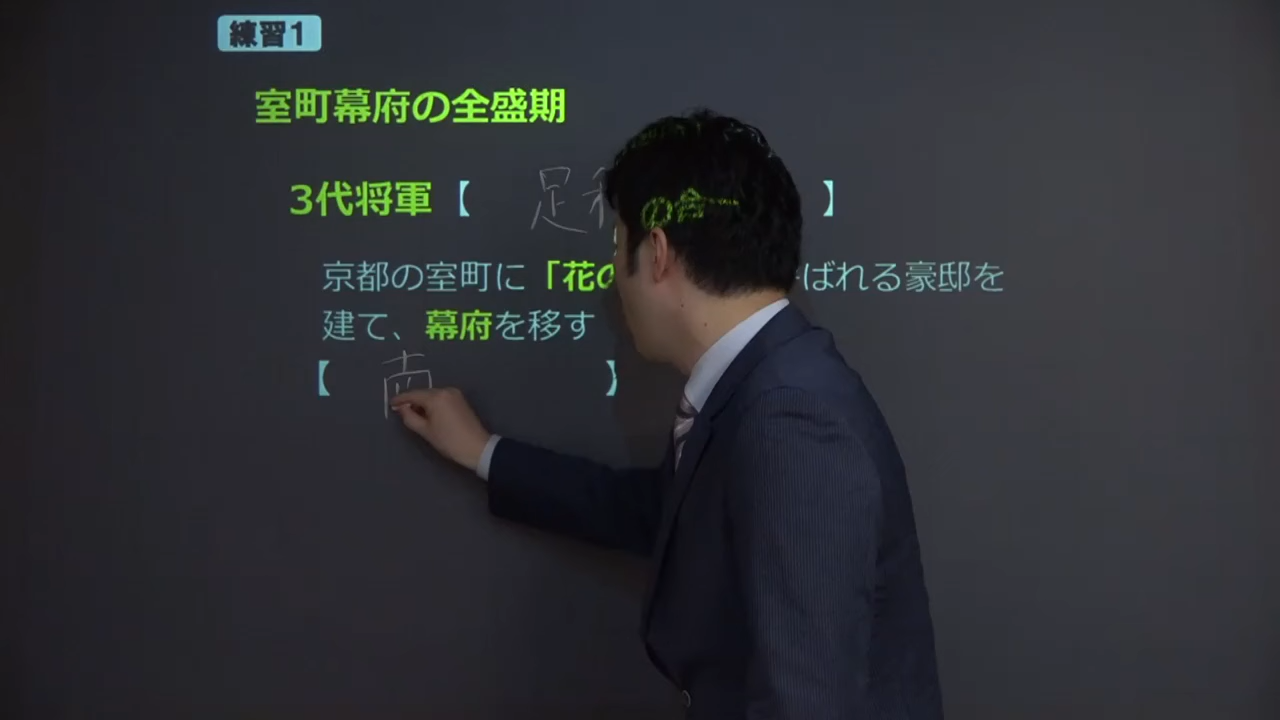 練習1
室町幕府の全盛期
3代将軍【 足 】
京都の室町に「花の ばれる豪邸を
建て、幕府を移す
【 南 】